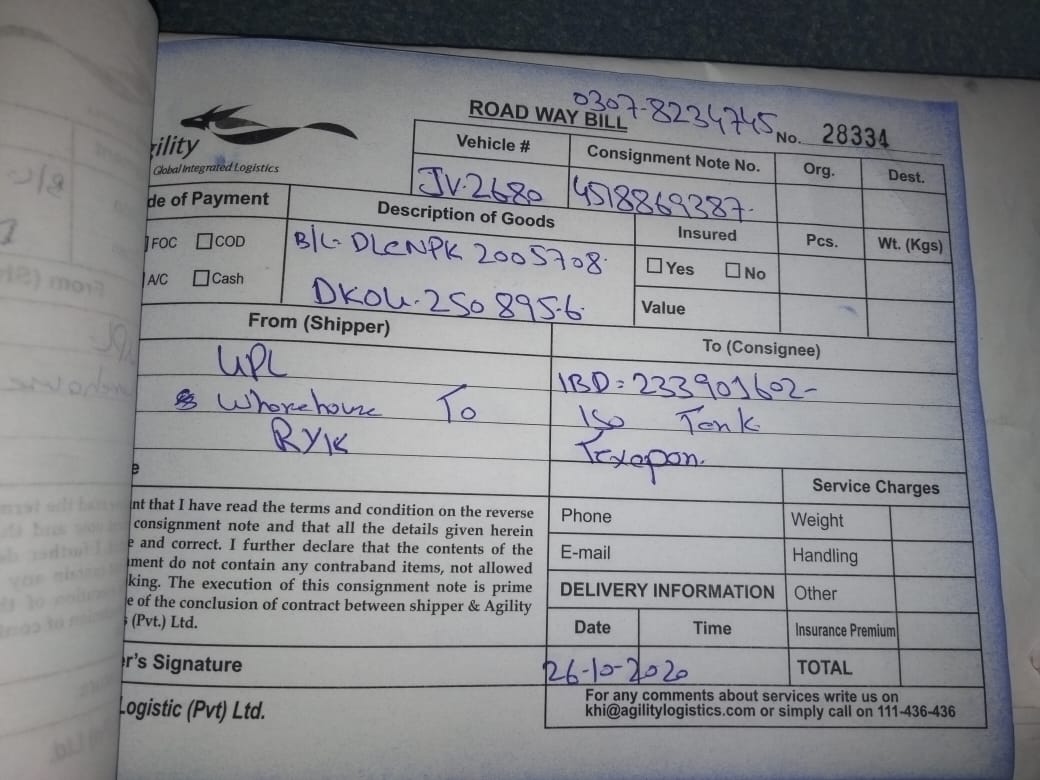 0307-8234745
ROAD WAY BILL
No. 28334
ility
Global Integrated Logistics
Vehicle #
Consignment Note No.
Org.
Dest.
JV-2680
4518869387-
de of Payment
Description of Goods
Insured
Pcs.
Wt. (Kgs)
FOC COD
B/L- DLCNPK 2005708
Yes No
A/C Cash
DKOU-250895-6
Value
From (Shipper)
To (Consignee)
UPL
IBD = 233901602-
Whorehouse To
ISO Tank
RYK
Texapon.
e
Service Charges
nt that I have read the terms and condition on the reverse
consignment note and that all the details given herein
e and correct. I further declare that the contents of the
ment do not contain any contraband items, not allowed
king. The execution of this consignment note is prime
e of the conclusion of contract between shipper & Agility
(Pvt.) Ltd.
Phone
Weight
E-mail
Handling
DELIVERY INFORMATION
Other
Date
Time
Insurance Premium
er's Signature
26-10-2020
TOTAL
Logistic (Pvt) Ltd.
For any comments about services write us on
khi@agilitylogistics.com or simply call on 111-436-436